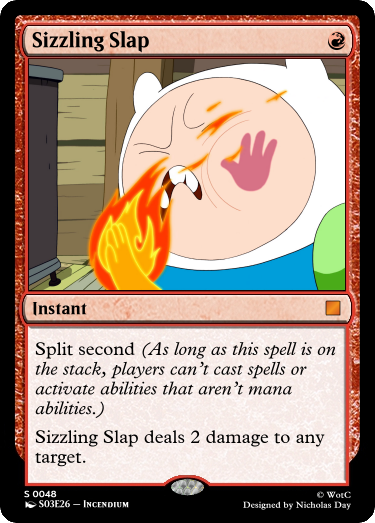 Sizzling Slap
Instant
Split second (As long as this spell is on
the stack, players can't cast spells or
activate abilities that aren't mana
abilities.)
Sizzling Slap deals 2 damage to any
target.
S 0048
S03E26 – Incendium
© WotC
Designed by Nicholas Day